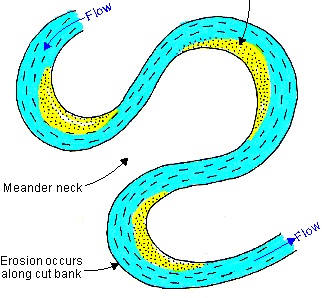 Flow
Meander neck
Flow
Erosion occurs
along cut bank